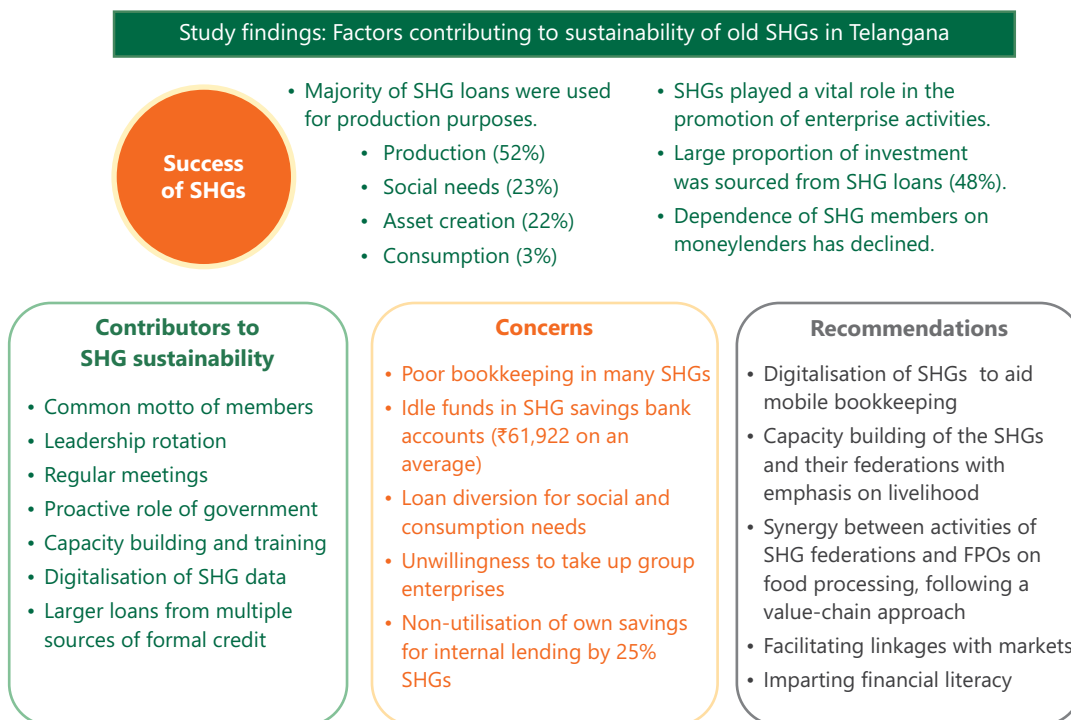 Study findings: Factors contributing to sustainability of old SHGs in Telangana
Success
of SHGs
• Majority of SHG loans were used
for production purposes.
• Production (52%)
• Social needs (23%)
• Asset creation (22%)
• Consumption (3%)
• SHGs played a vital role in the
promotion of enterprise activities.
• Large proportion of investment
was sourced from SHG loans (48%).
• Dependence of SHG members on
moneylenders has declined.
Contributors to
SHG sustainability
• Common motto of members
• Leadership rotation
• Regular meetings
• Proactive role of government
• Capacity building and training
• Digitalisation of SHG data
• Larger loans from multiple
sources of formal credit
Concerns
• Poor bookkeeping in many SHGs
• Idle funds in SHG savings bank
accounts (₹61,922 on an
average)
• Loan diversion for social and
consumption needs
• Unwillingness to take up group
enterprises
• Non-utilisation of own savings
for internal lending by 25%
SHGs
Recommendations
• Digitalisation of SHGs to aid
mobile bookkeeping
• Capacity building of the SHGs
and their federations with
emphasis on livelihood
• Synergy between activities of
SHG federations and FPOs on
food processing, following a
value-chain approach
• Facilitating linkages with markets
• Imparting financial literacy